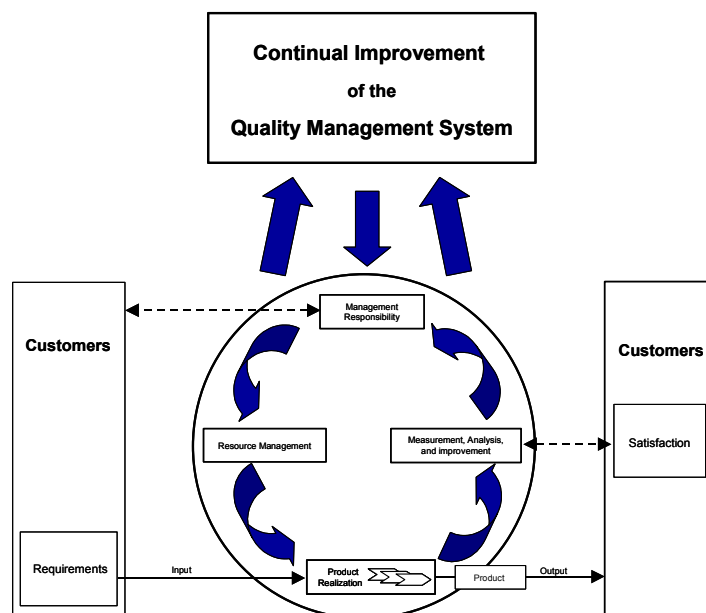 Continual Improvement
of the
Quality Management System
Management
Responsibility
Customers
Customers
Resource Management
Measurement, Analysis,
and improvement
Satisfaction
Requirements
Input
Product
Realization
Product
Output